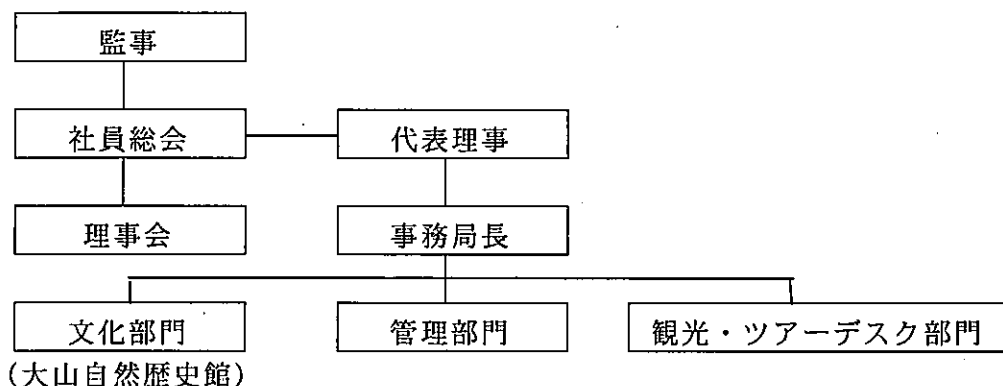 監事
社員総会
代表理事
理事会
事務局長
文化部門
管理部門
観光・ツアーデスク部門
(大山自然歴史館)